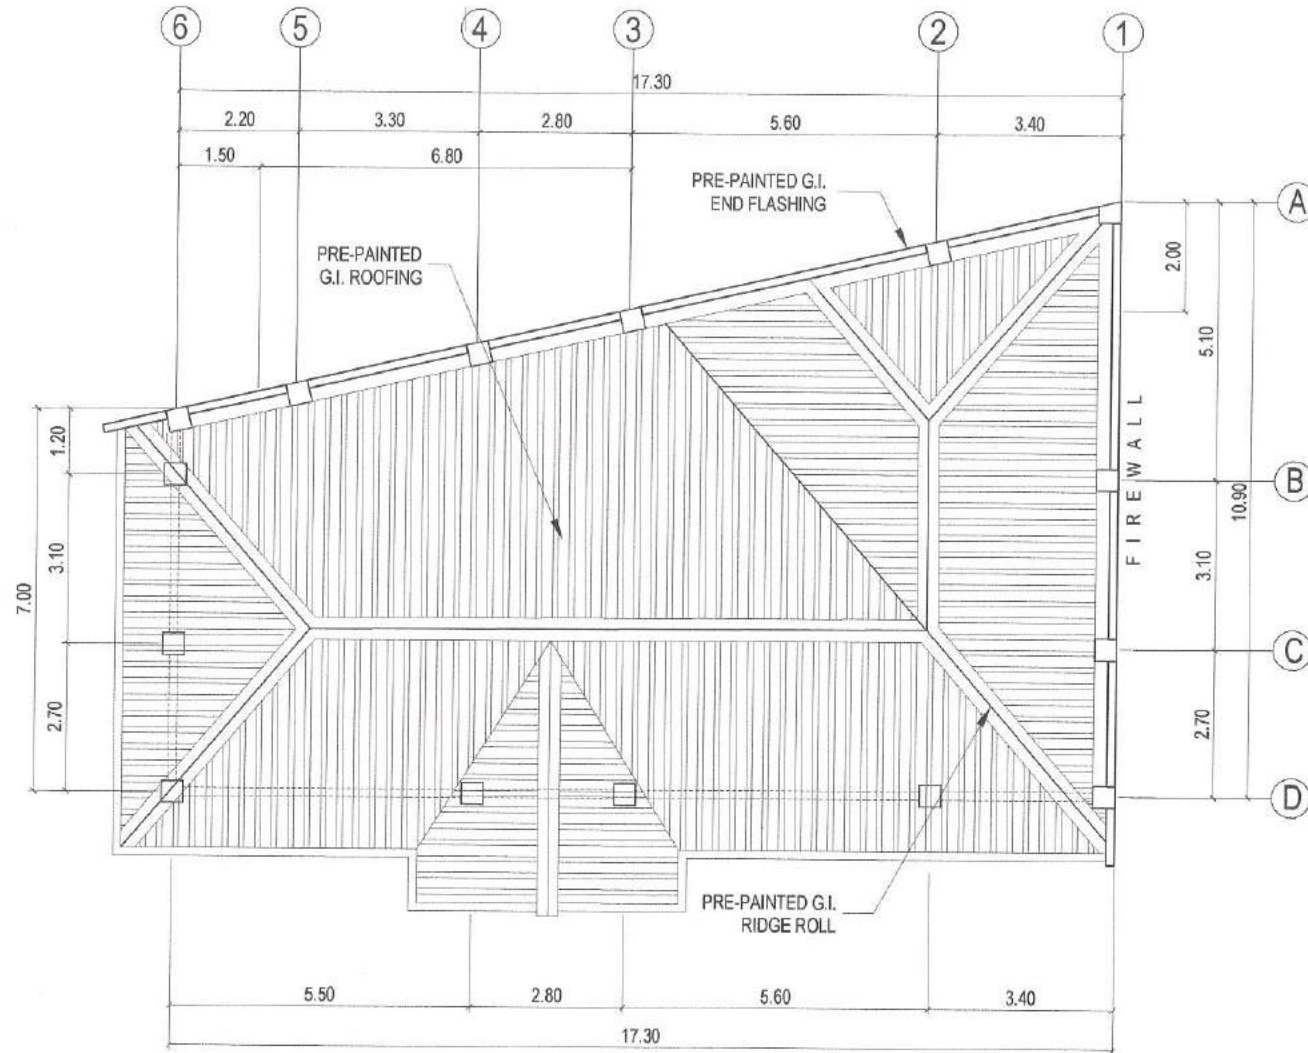 6
5
4
3
2
1
17.30
2.20
3.30
2.80
5.60
3.40
1.50
6.80
PRE-PAINTED G.I.
END FLASHING
A
PRE-PAINTED
G.I. ROOFING
2.00
5.10
1.20
FIREWALL
B
10.90
3.10
7.00
3.10
C
2.70
2.70
D
PRE-PAINTED G.I.
RIDGE ROLL
5.50
2.80
5.60
3.40
17.30